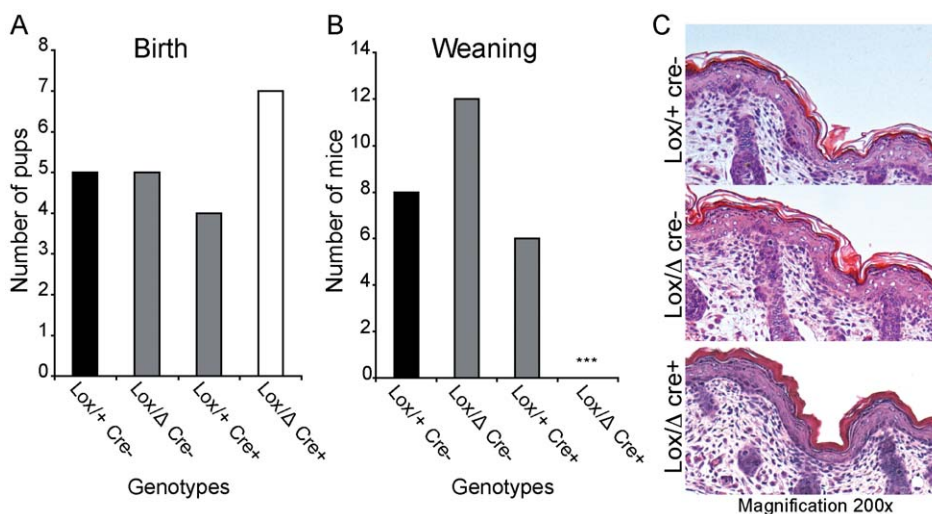 A
Birth
Number of pups
8
7
6
5
4
3
2
1
0
Lox/+ Cre-
Lox/Δ Cre-
Lox/+ Cre+
Lox/Δ Cre+
Genotypes
B
Weaning
Number of mice
14
12
10
8
6
4
2
0
***
Lox/+ Cre-
Lox/Δ Cre-
Lox/+ Cre+
Lox/Δ Cre+
Genotypes
C
Lox/+ cre-
Lox/Δ cre-
Lox/Δ cre+
Magnification 200x